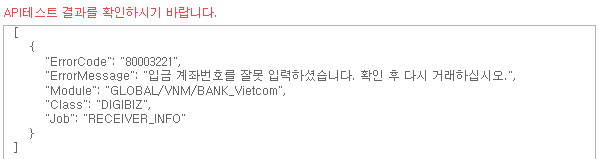 API테스트 결과를 확인하시기 바랍니다.
[
{
"ErrorCode": "80003221",
"ErrorMessage": "입금 계좌번호를 잘못 입력하셨습니다. 확인 후 다시 거래하십시오.",
"Module": "GLOBAL/VNM/BANK_Vietcom",
"Class": "DIGIBIZ",
"Job": "RECEIVER_INFO"
}
]